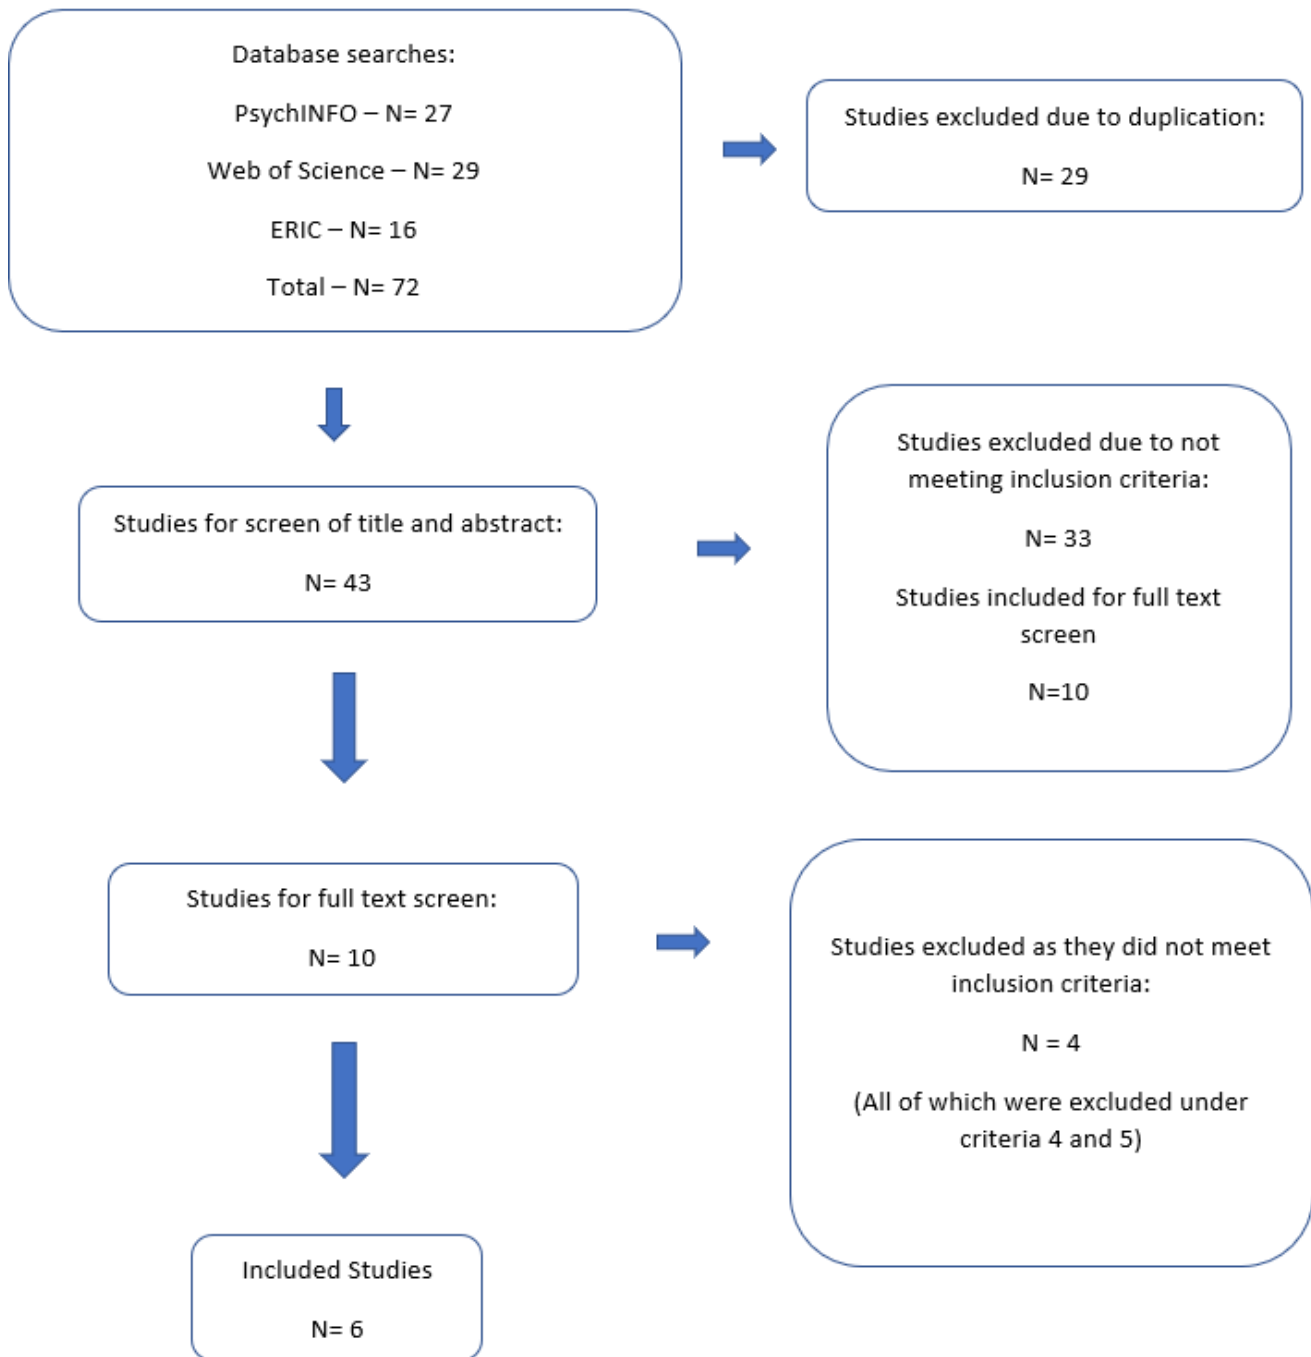 Database searches:
PsychINFO – N= 27
Web of Science – N= 29
ERIC – N= 16
Total – N= 72
Studies excluded due to duplication:
N= 29
Studies for screen of title and abstract:
N= 43
Studies excluded due to not
meeting inclusion criteria:
N= 33
Studies included for full text
screen
N=10
Studies for full text screen:
N= 10
Studies excluded as they did not meet
inclusion criteria:
N = 4
(All of which were excluded under
criteria 4 and 5)
Included Studies
N= 6